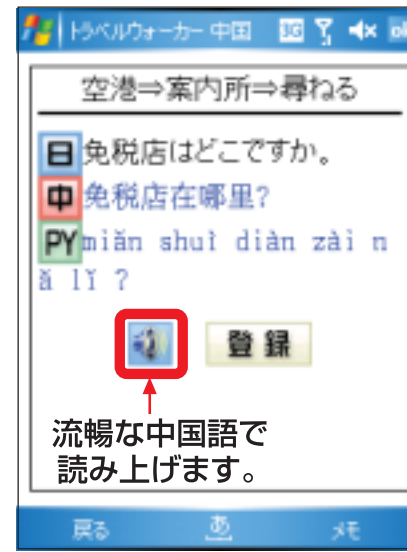 トラベルウォーカー 中国 3G ok
空港⇒案内所⇒尋ねる
日 免税店はどこですか。
中 免税店在哪里?
PY miǎn shuì diàn zài n
ǎ lǐ ?
登録
流暢な中国語で
読み上げます。
戻る あ メモ